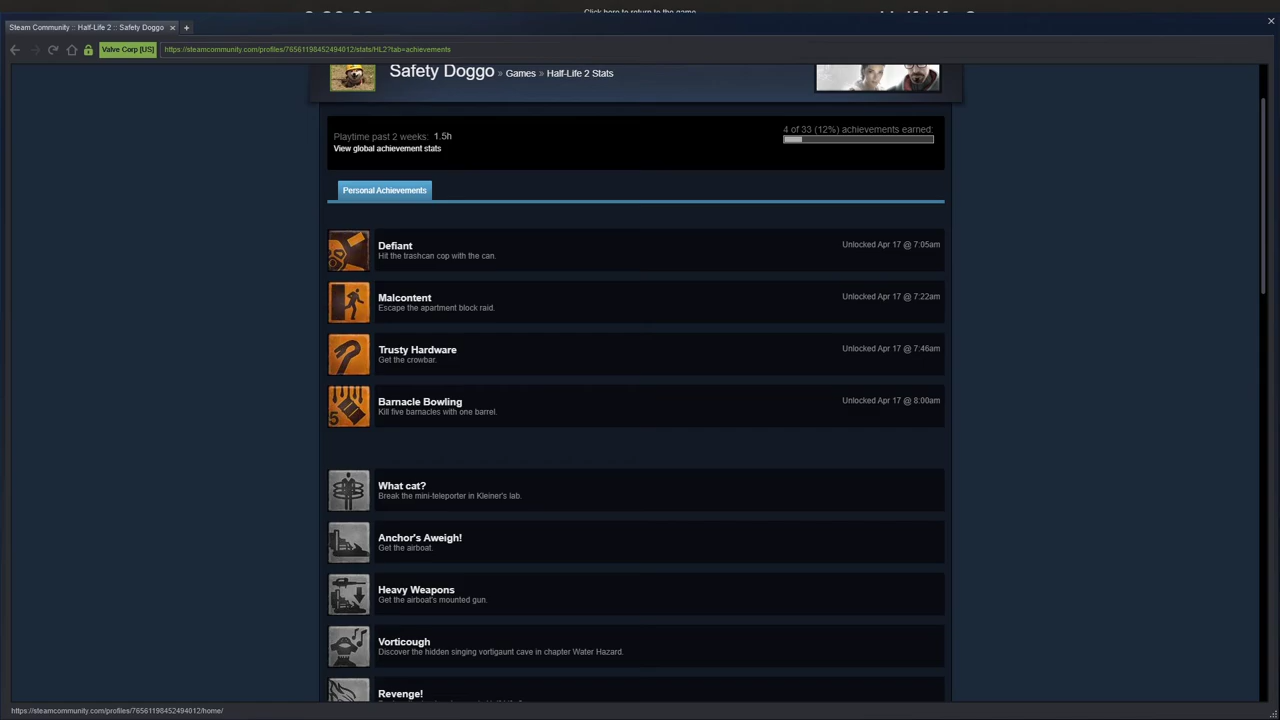 Click here to return to the game
Steam Community :: Half-Life 2 :: Safety Doggo
Valve Corp [US]
https://steamcommunity.com/profiles/76561198452494012/stats/HL2?tab=achievements
Safety Doggo » Games » Half-Life 2 Stats
Playtime past 2 weeks: 1.5h
View global achievement stats
4 of 33 (12%) achievements earned:
Personal Achievements
Defiant
Hit the trashcan cop with the can.
Unlocked Apr 17 @ 7:05am
Malcontent
Escape the apartment block raid.
Unlocked Apr 17 @ 7:22am
Trusty Hardware
Get the crowbar.
Unlocked Apr 17 @ 7:46am
5
Barnacle Bowling
Kill five barnacles with one barrel.
Unlocked Apr 17 @ 8:00am
What cat?
Break the mini-teleporter in Kleiner's lab.
Anchor's Aweigh!
Get the airboat.
Heavy Weapons
Get the airboat's mounted gun.
Vorticough
Discover the hidden singing vortigaunt cave in chapter Water Hazard.
Revenge!
https://steamcommunity.com/profiles/76561198452494012/home/